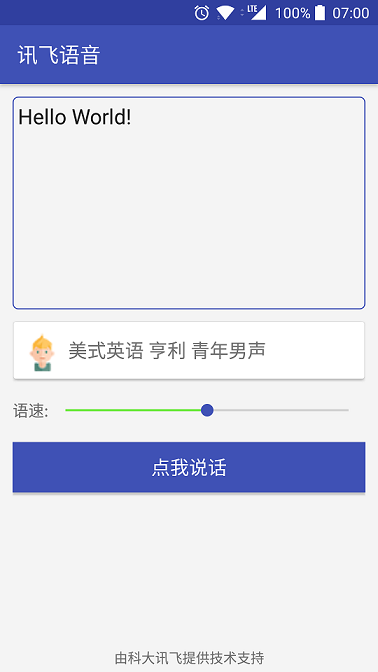 LTE 100% 07:00
讯飞语音
Hello World!
美式英语 亨利 青年男声
语速:
点我说话
由科大讯飞提供技术支持